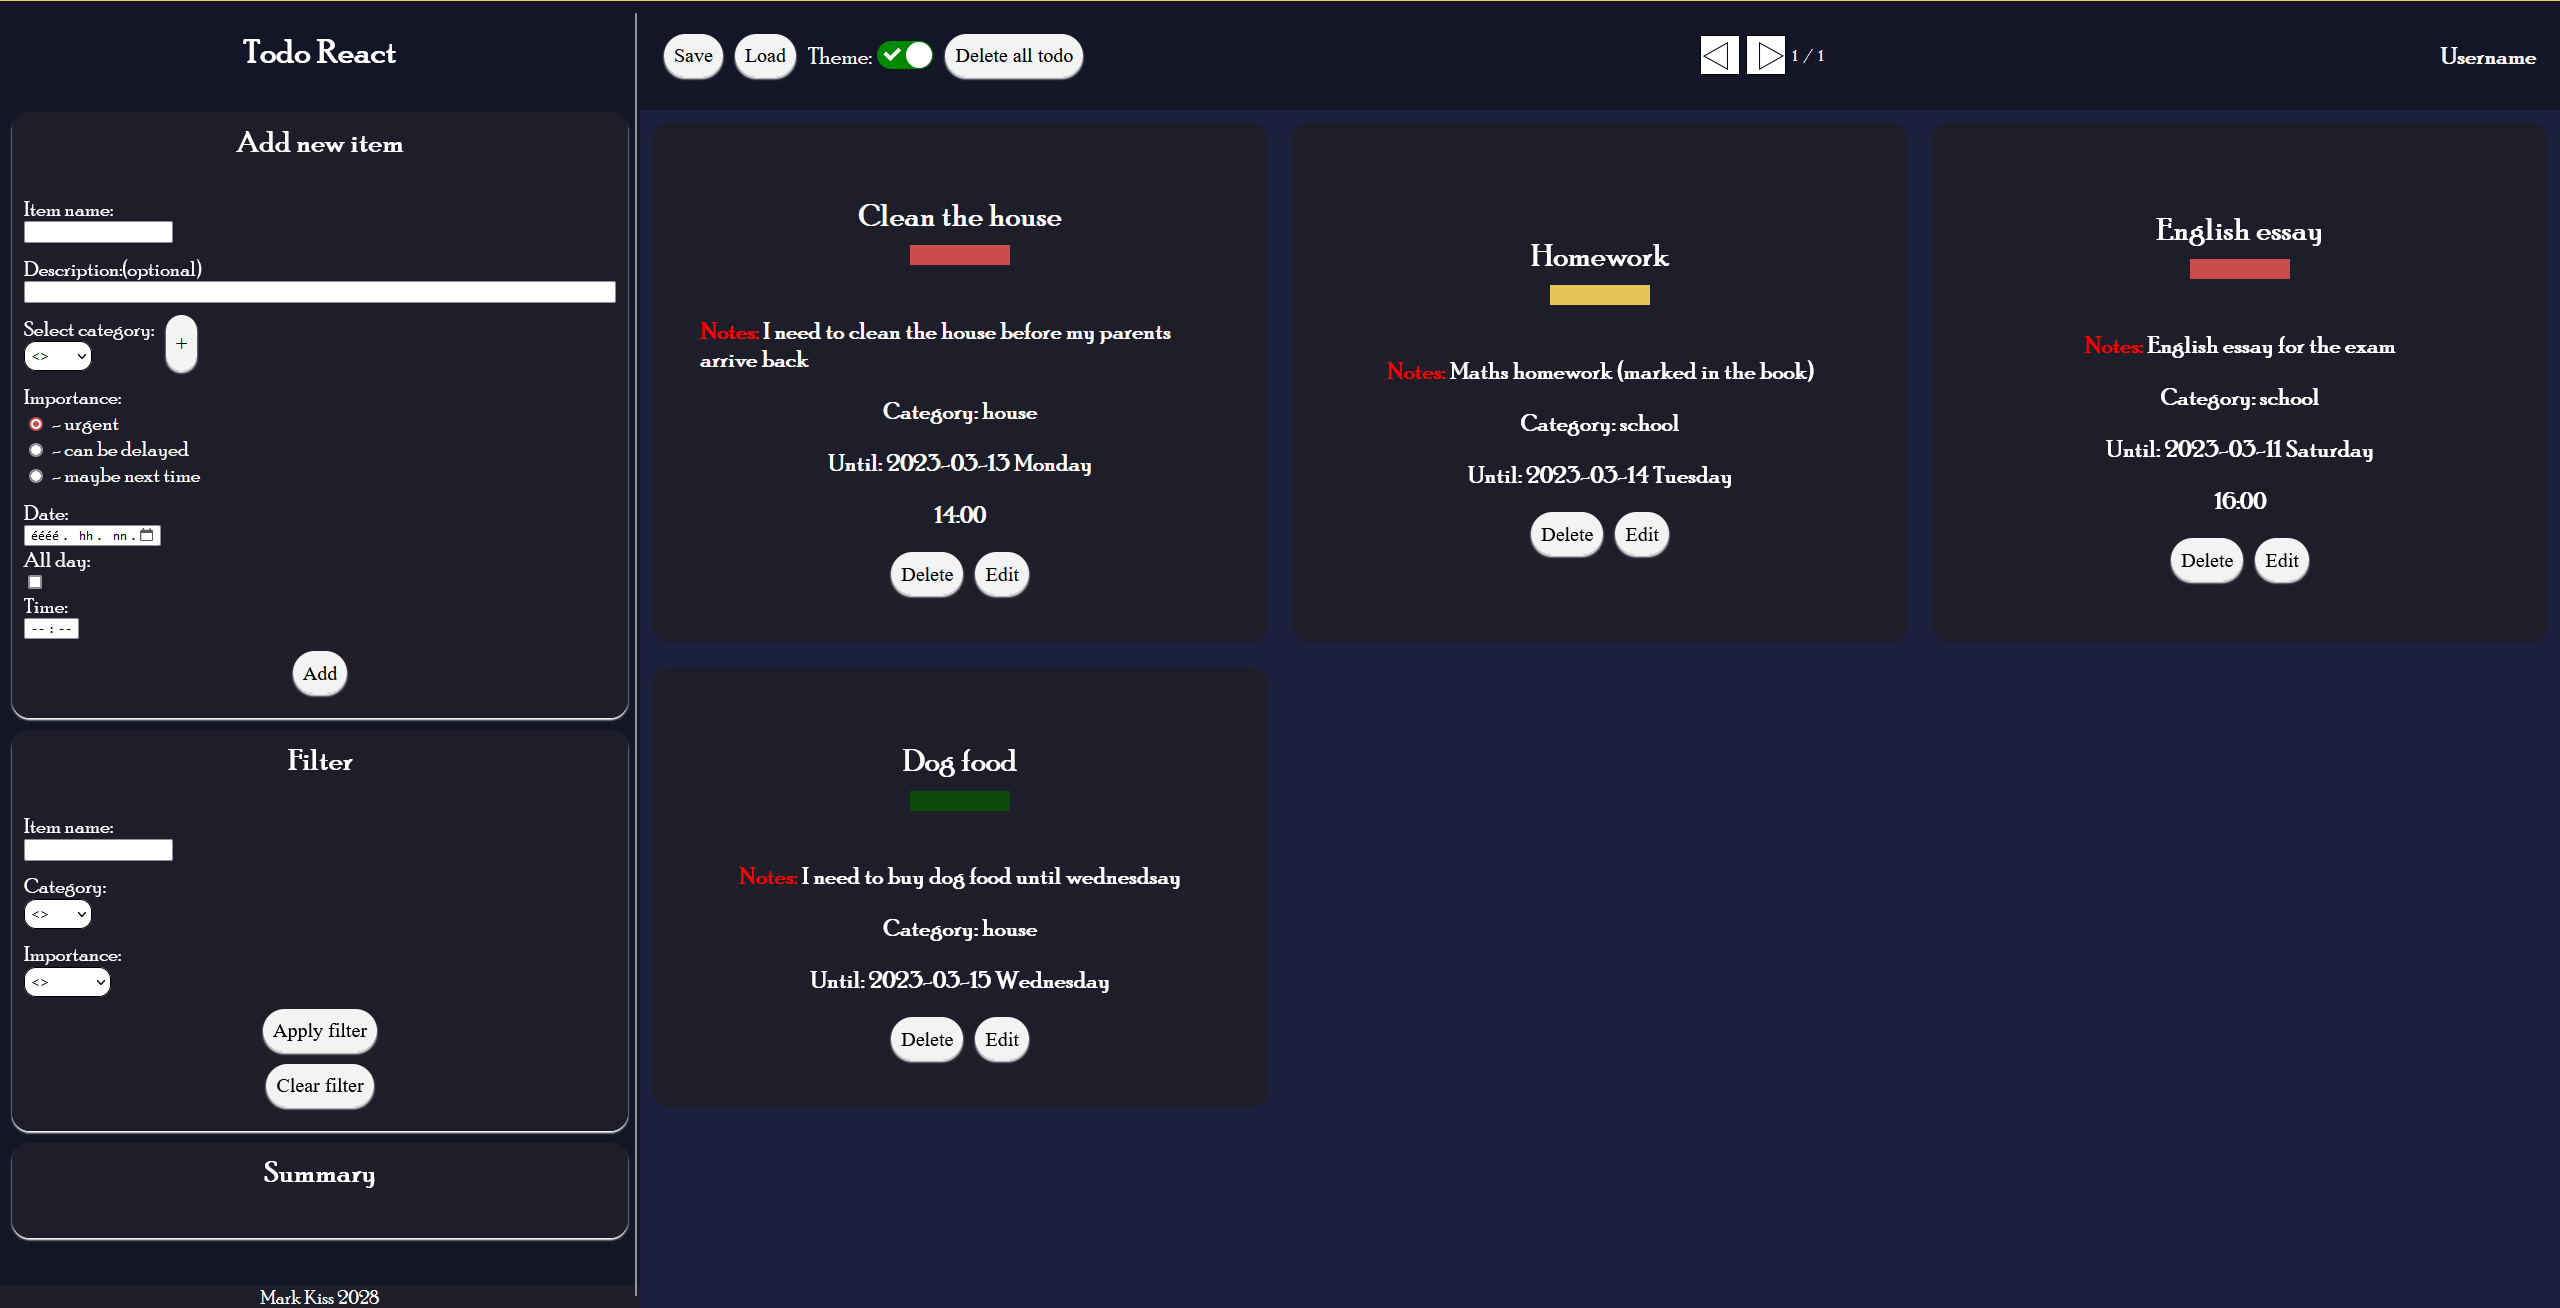 Todo React
Save
Load
Theme:
Delete all todo
1 / 1
Username
Add new item
Item name:
Description:(optional)
Select category:
<>
+
Importance:
~ urgent
~ can be delayed
~ maybe next time
Date:
éééé. hh. nn.
All day:
Time:
--:--
Add
Filter
Item name:
Category:
<>
Importance:
<>
Apply filter
Clear filter
Summary
Mark Kiss 2023
Clean the house
Notes: I need to clean the house before my parents
arrive back
Category: house
Until: 2023-03-13 Monday
14:00
Delete
Edit
Homework
Notes: Maths homework (marked in the book)
Category: school
Until: 2023-03-14 Tuesday
Delete
Edit
English essay
Notes: English essay for the exam
Category: school
Until: 2023-03-11 Saturday
16:00
Delete
Edit
Dog food
Notes: I need to buy dog food until wednesdsay
Category: house
Until: 2023-03-15 Wednesday
Delete
Edit